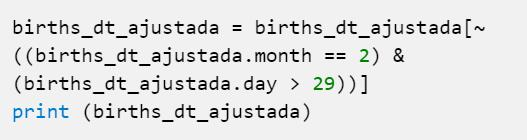 births_dt_ajustada = births_dt_ajustada[~
((births_dt_ajustada.month == 2) &
(births_dt_ajustada.day > 29))]
print (births_dt_ajustada)